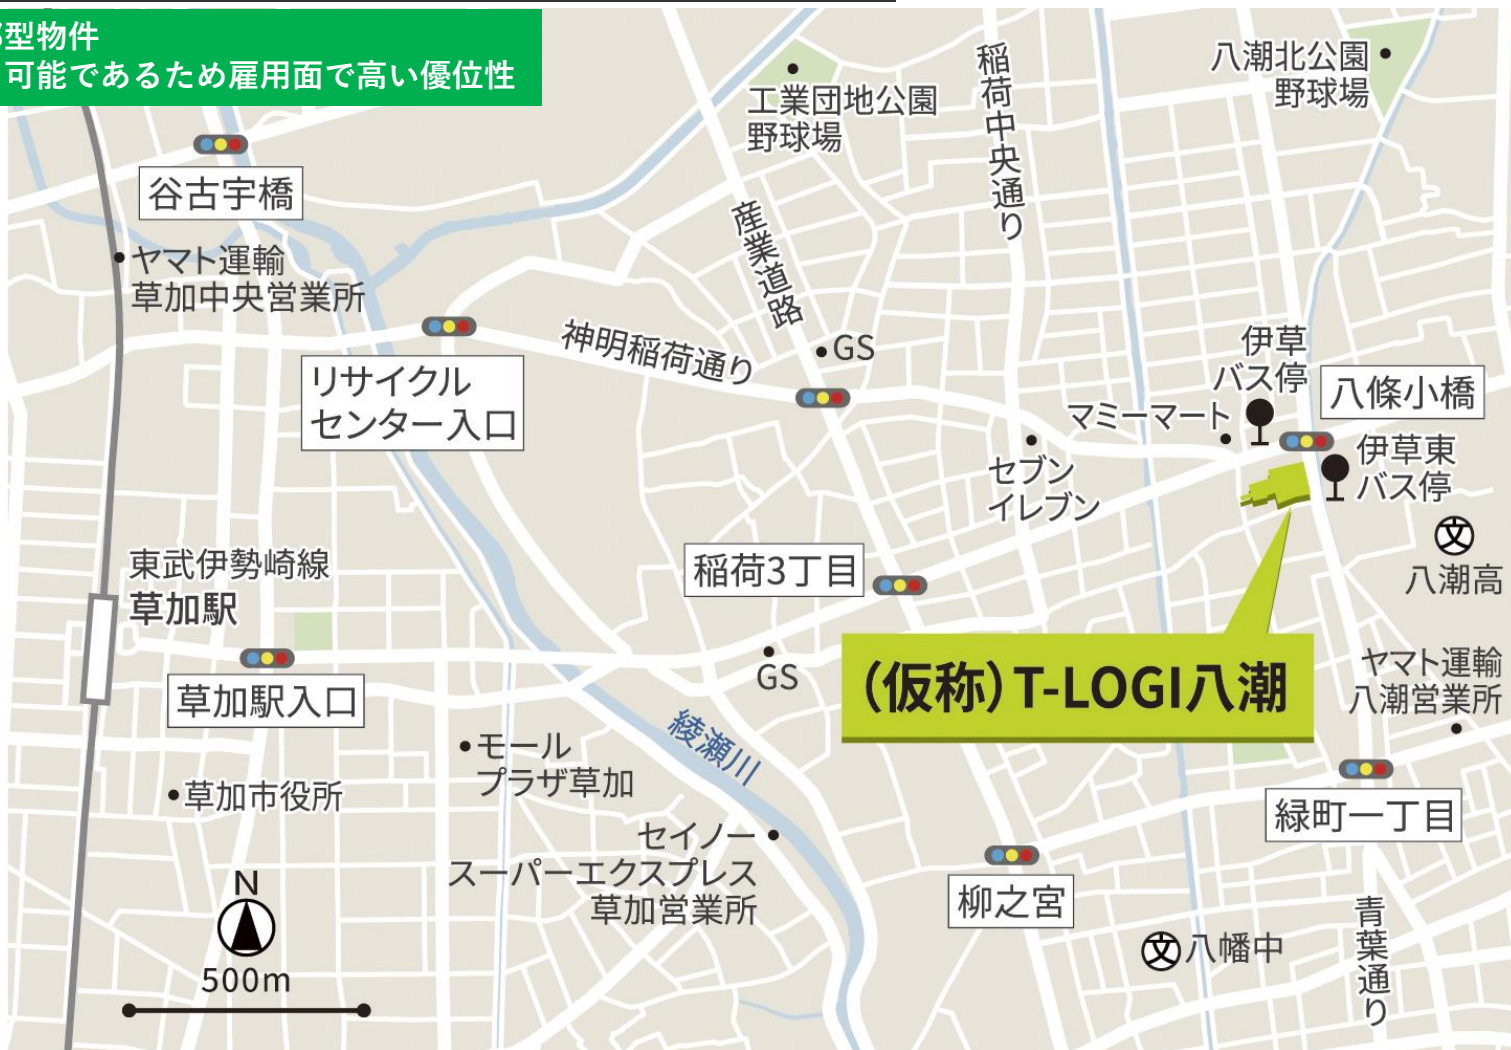 型物件
可能であるため雇用面で高い優位性
工業団地公園
野球場
稲荷中央通り
八潮北公園
野球場
谷古宇橋
ヤマト運輸
草加中央営業所
産業道路
神明稲荷通り
GS
リサイクル
センター入口
伊草
バス停
八條小橋
マミーマート
伊草東
バス停
セブン
イレブン
八潮高
文
稲荷3丁目
東武伊勢崎線
草加駅
GS
(仮称)T-LOGI八潮
ヤマト運輸
八潮営業所
草加駅入口
綾瀬川
モール
プラザ草加
草加市役所
セイノー
スーパーエクスプレス
草加営業所
緑町一丁目
柳之宮
文
八幡中
青葉通り
N
500m